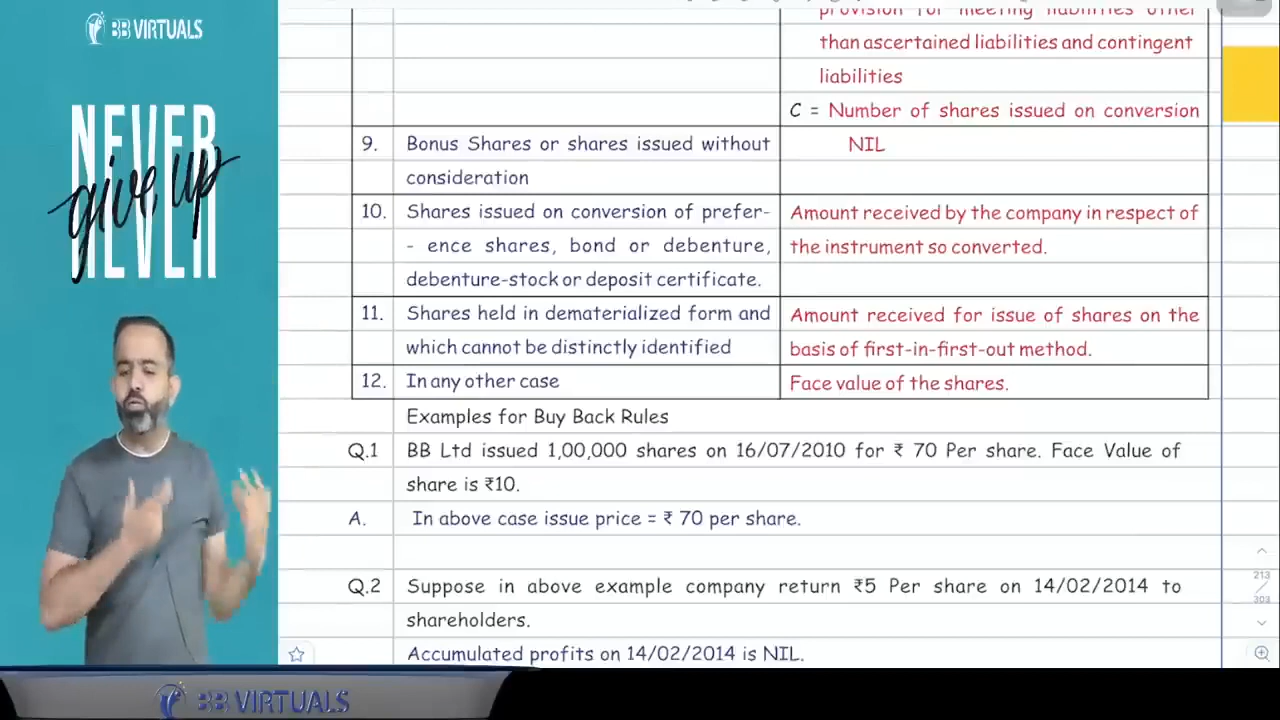 BB VIRTUALS
NEVER
give up
NEVER
provision for meeting liabilities other
than ascertained liabilities and contingent
liabilities
C = Number of shares issued on conversion
9. Bonus Shares or shares issued without NIL
consideration
10. Shares issued on conversion of prefer- Amount received by the company in respect of
- ence shares, bond or debenture, the instrument so converted.
debenture-stock or deposit certificate.
11. Shares held in dematerialized form and Amount received for issue of shares on the
which cannot be distinctly identified basis of first-in-first-out method.
12. In any other case Face value of the shares.
Examples for Buy Back Rules
Q.1 BB Ltd issued 1,00,000 shares on 16/07/2010 for ₹ 70 Per share. Face Value of
share is ₹10.
A. In above case issue price = ₹ 70 per share.
Q.2 Suppose in above example company return ₹5 Per share on 14/02/2014 to
shareholders.
Accumulated profits on 14/02/2014 is NIL.
213
303
BB VIRTUALS